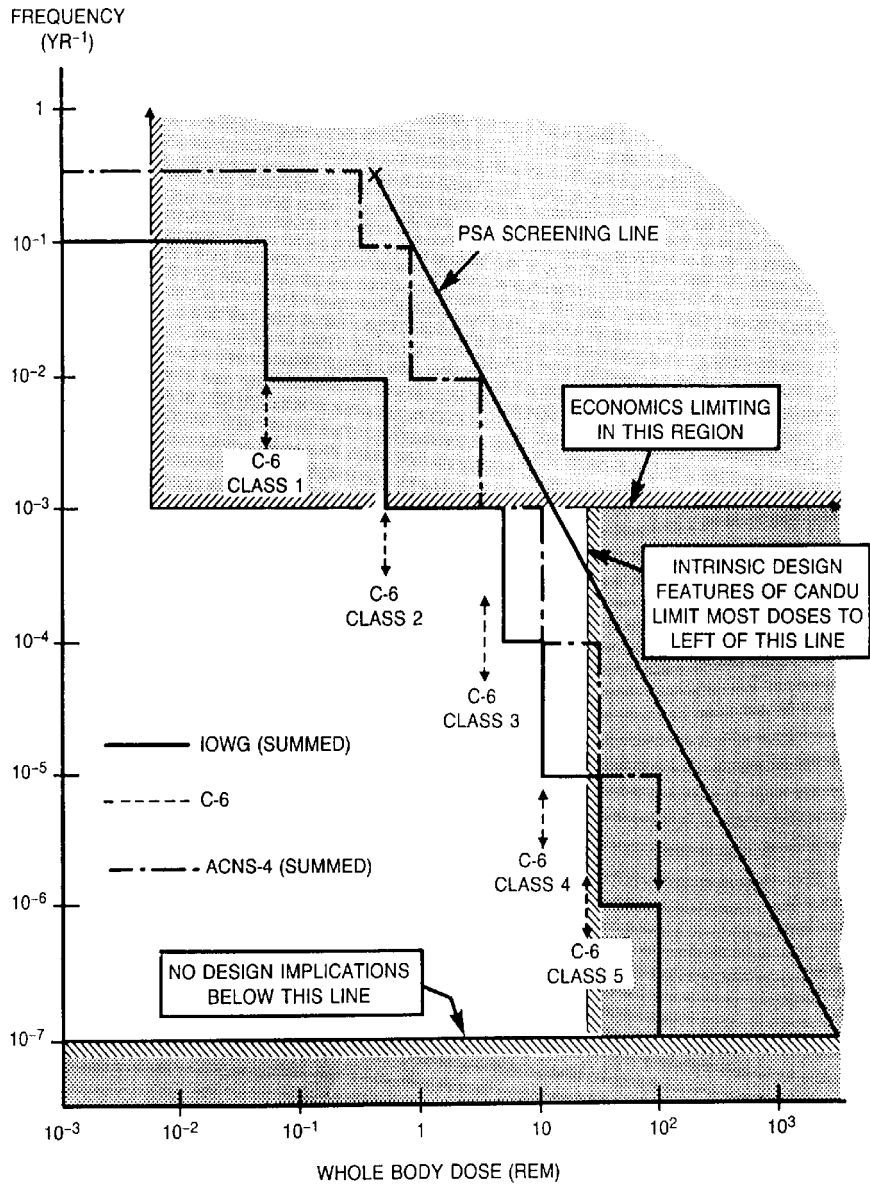 FREQUENCY
(YR⁻¹)
1
10⁻¹
10⁻²
10⁻³
10⁻⁴
10⁻⁵
10⁻⁶
10⁻⁷
PSA SCREENING LINE
ECONOMICS LIMITING
IN THIS REGION
C-6
CLASS 1
INTRINSIC DESIGN
FEATURES OF CANDU
LIMIT MOST DOSES TO
LEFT OF THIS LINE
C-6
CLASS 2
C-6
CLASS 3
IOWG (SUMMED)
C-6
ACNS-4 (SUMMED)
C-6
CLASS 4
C-6
CLASS 5
NO DESIGN IMPLICATIONS
BELOW THIS LINE
10⁻³
10⁻²
10⁻¹
1
10
10²
10³
WHOLE BODY DOSE (REM)